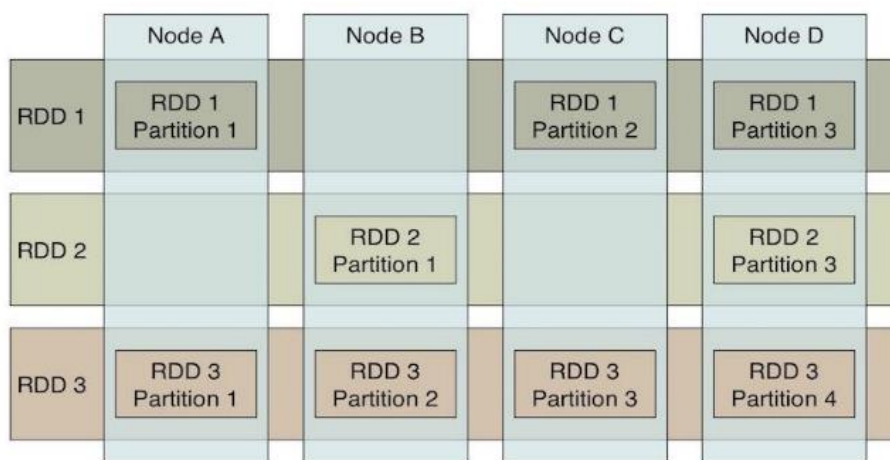 Node A
Node B
Node C
Node D
RDD 1
RDD 1
Partition 1
RDD 1
Partition 2
RDD 1
Partition 3
RDD 2
RDD 2
Partition 1
RDD 2
Partition 3
RDD 3
RDD 3
Partition 1
RDD 3
Partition 2
RDD 3
Partition 3
RDD 3
Partition 4